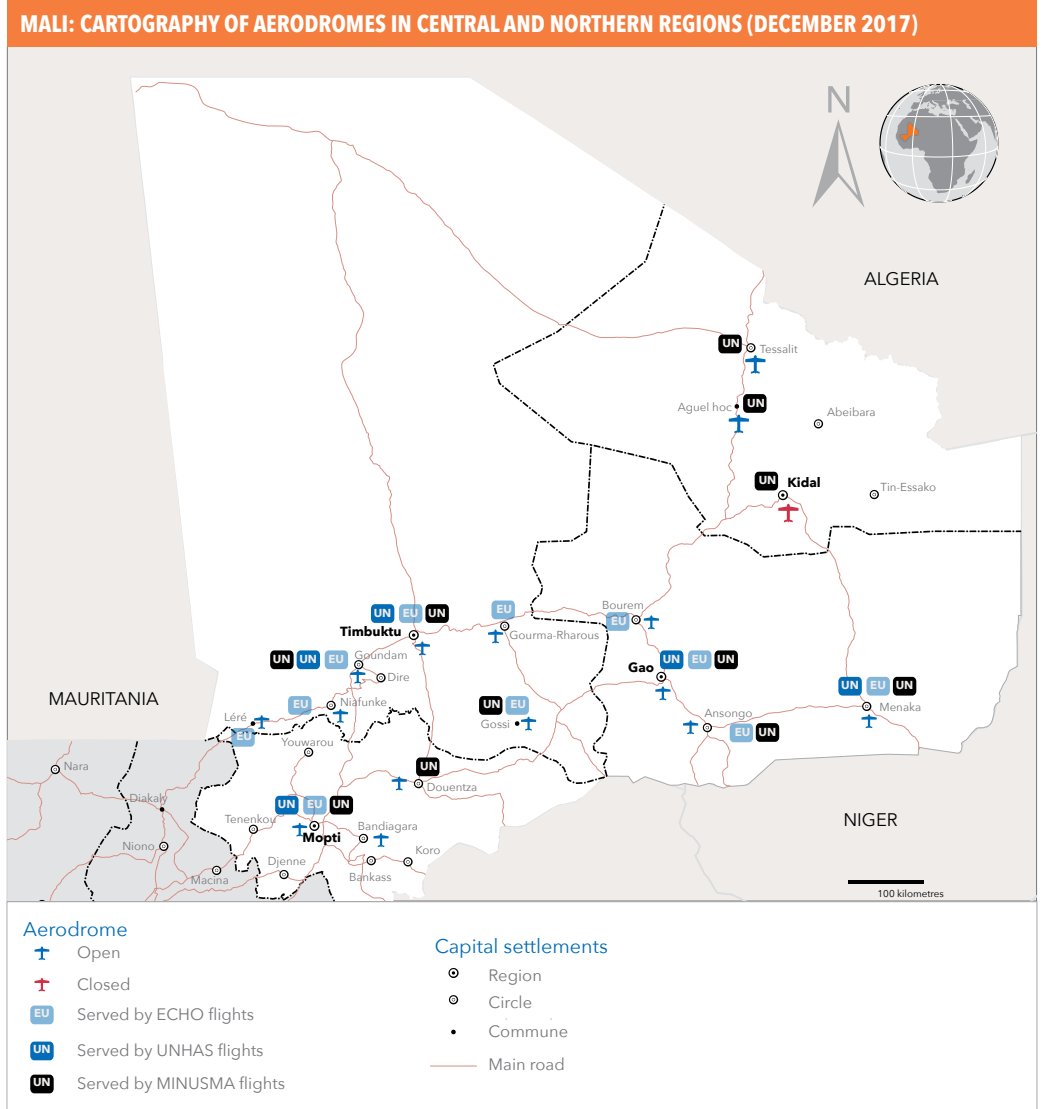 MALI: CARTOGRAPHY OF AERODROMES IN CENTRAL AND NORTHERN REGIONS (DECEMBER 2017)
N
ALGERIA
UN
Tessalit
Aguel hoc
UN
Abeibara
UN
Kidal
Tin-Essako
UN EU UN
EU
Bourem
EU
Timbuktu
Gourma-Rharous
UN UN EU
Goundam
Gao
UN EU UN
Dire
UN EU UN
MAURITANIA
EU
Niafunke
UN EU
Menaka
Léré
Gossi
Ansongo
EU
EU UN
Youwarou
Nara
UN
Douentza
Diakaly
UN EU UN
NIGER
Tenenkou
Bandiagara
Mopti
Niono
Koro
Djenne
Bankass
Macina
100 kilometres
Aerodrome
Open
Closed
EU Served by ECHO flights
UN Served by UNHAS flights
UN Served by MINUSMA flights
Capital settlements
Region
Circle
Commune
Main road